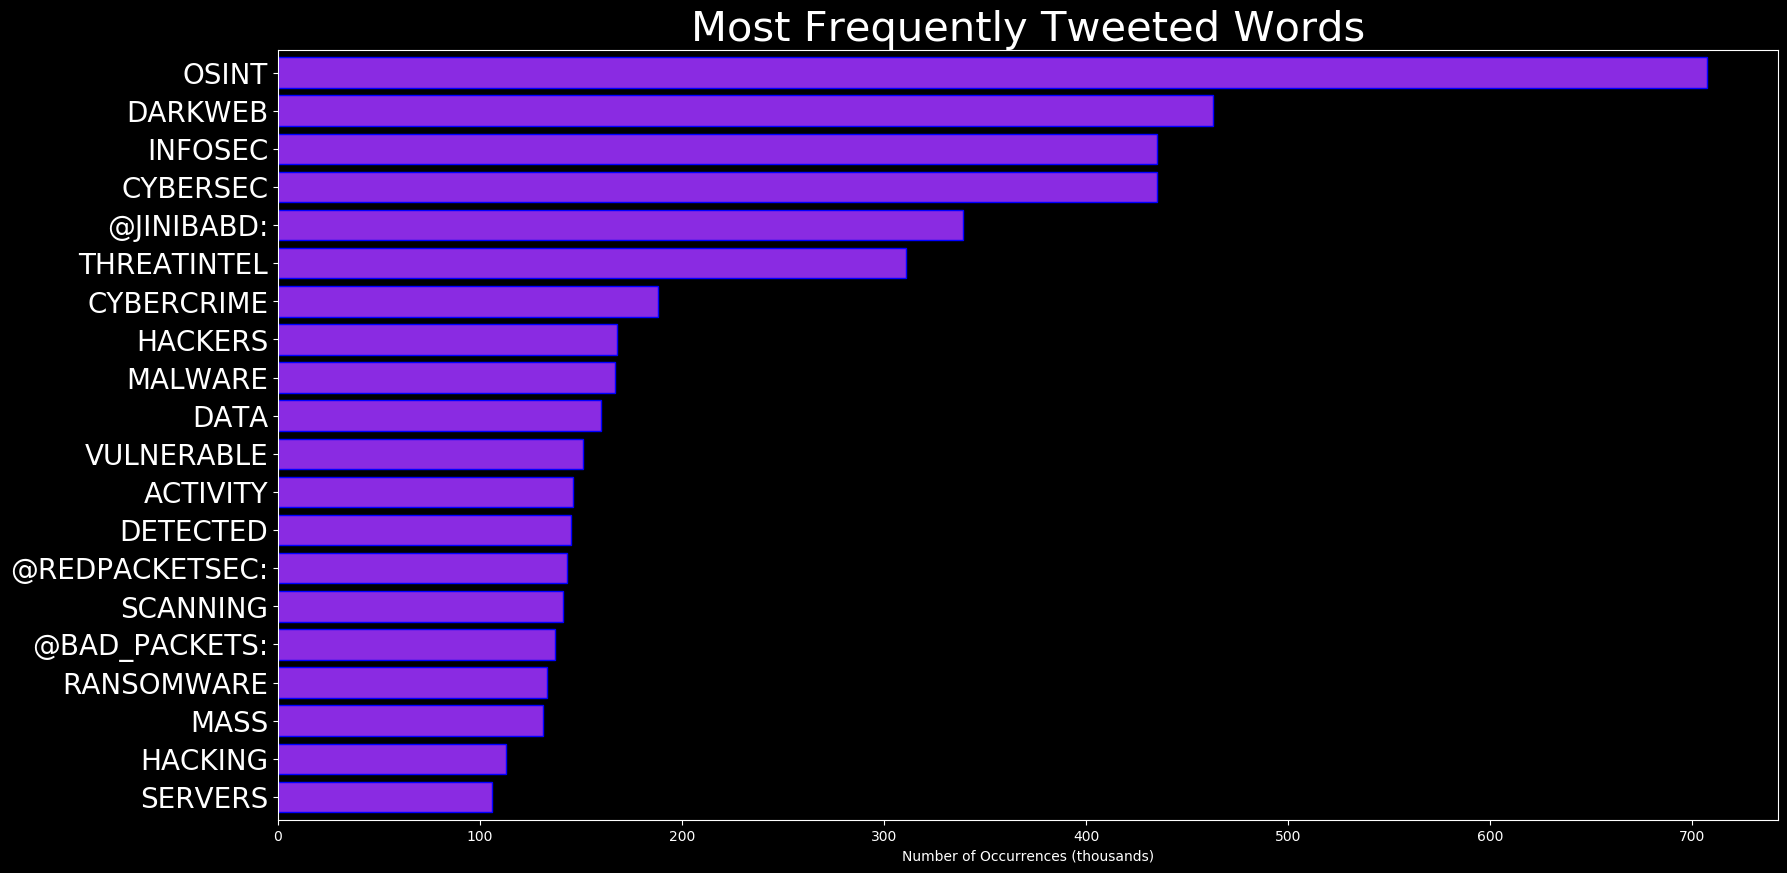 Most Frequently Tweeted Words
OSINT
DARKWEB
INFOSEC
CYBERSEC
@JINIBABD:
THREATINTEL
CYBERCRIME
HACKERS
MALWARE
DATA
VULNERABLE
ACTIVITY
DETECTED
@REDPACKETSEC:
SCANNING
@BAD_PACKETS:
RANSOMWARE
MASS
HACKING
SERVERS
0 100 200 300 400 500 600 700
Number of Occurrences (thousands)